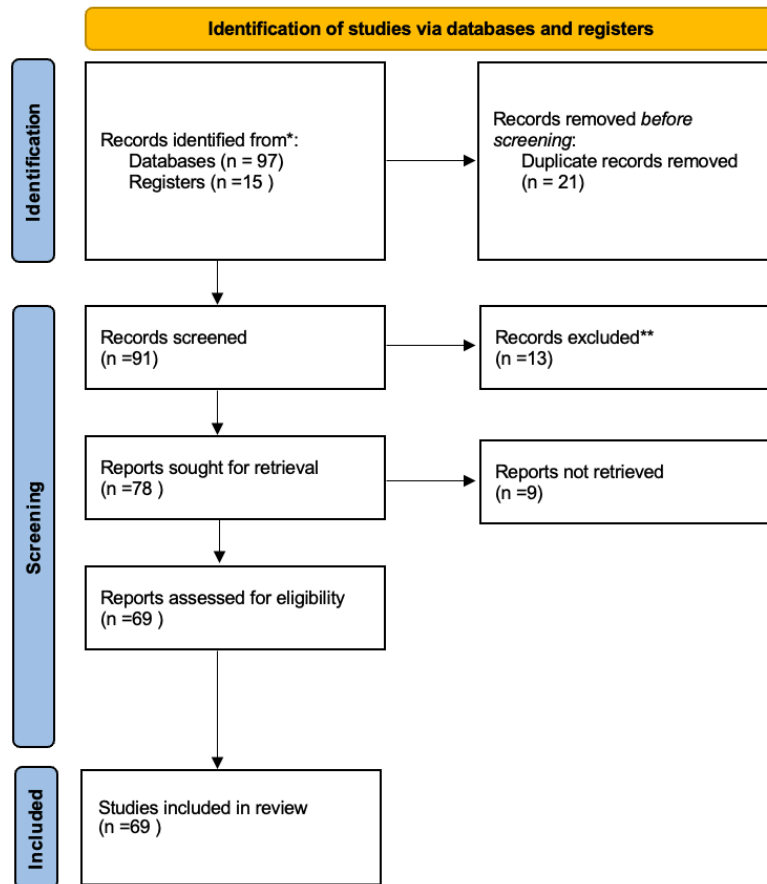 Identification of studies via databases and registers
Identification
Records identified from*:
Databases (n = 97)
Registers (n =15 )
Records removed before
screening:
Duplicate records removed
(n = 21)
Screening
Records screened
(n =91)
Records excluded**
(n =13)
Reports sought for retrieval
(n =78 )
Reports not retrieved
(n =9)
Reports assessed for eligibility
(n =69 )
Included
Studies included in review
(n =69 )